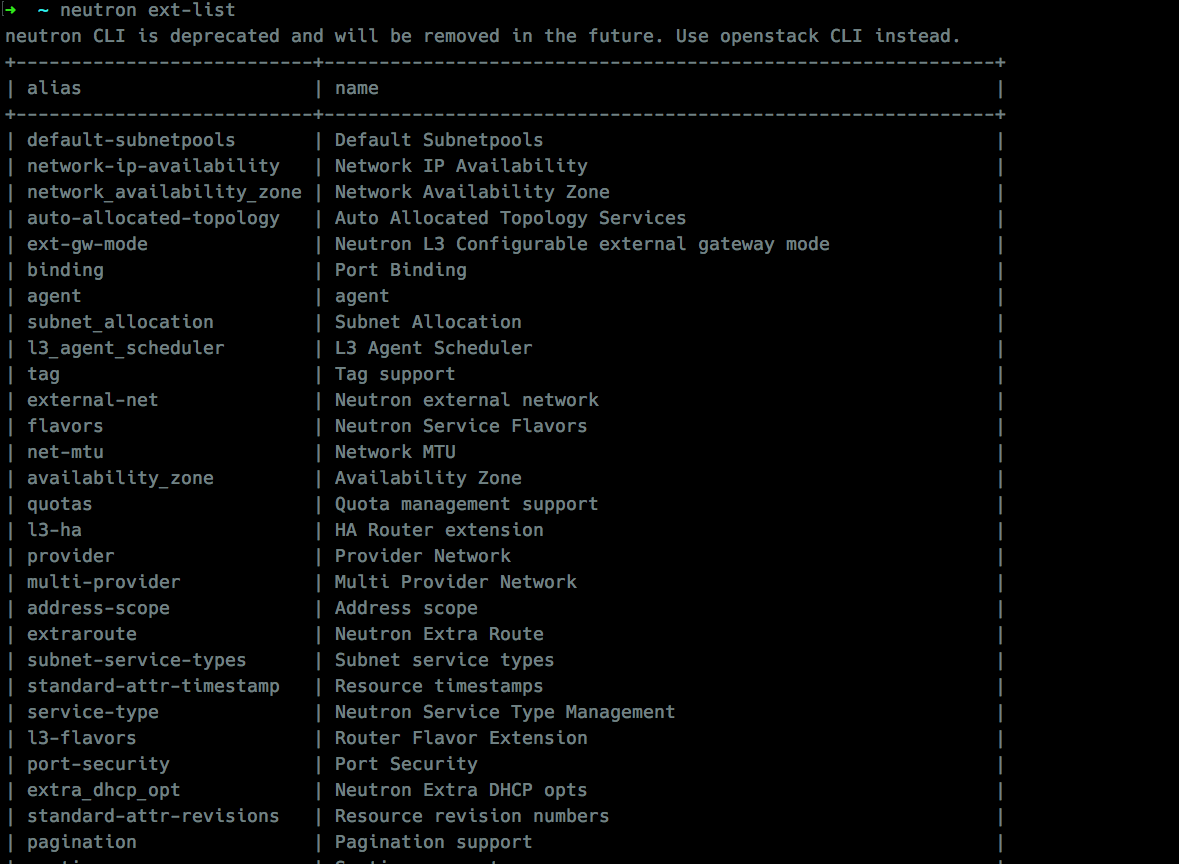 ➜  ~ neutron ext-list
neutron CLI is deprecated and will be removed in the future. Use openstack CLI instead.
+---------------------------+-------------------------------------------------------------+
| alias                     | name                                                        |
+---------------------------+-------------------------------------------------------------+
| default-subnetpools       | Default Subnetpools                                         |
| network-ip-availability   | Network IP Availability                                     |
| network_availability_zone | Network Availability Zone                                   |
| auto-allocated-topology   | Auto Allocated Topology Services                            |
| ext-gw-mode               | Neutron L3 Configurable external gateway mode               |
| binding                   | Port Binding                                                |
| agent                     | agent                                                       |
| subnet_allocation         | Subnet Allocation                                           |
| l3_agent_scheduler        | L3 Agent Scheduler                                          |
| tag                       | Tag support                                                 |
| external-net              | Neutron external network                                    |
| flavors                   | Neutron Service Flavors                                     |
| net-mtu                   | Network MTU                                                 |
| availability_zone         | Availability Zone                                           |
| quotas                    | Quota management support                                    |
| l3-ha                     | HA Router extension                                         |
| provider                  | Provider Network                                            |
| multi-provider            | Multi Provider Network                                      |
| address-scope             | Address scope                                               |
| extraroute                | Neutron Extra Route                                         |
| subnet-service-types      | Subnet service types                                        |
| standard-attr-timestamp   | Resource timestamps                                         |
| service-type              | Neutron Service Type Management                             |
| l3-flavors                | Router Flavor Extension                                     |
| port-security             | Port Security                                               |
| extra_dhcp_opt            | Neutron Extra DHCP opts                                     |
| standard-attr-revisions   | Resource revision numbers                                   |
| pagination                | Pagination support                                          |